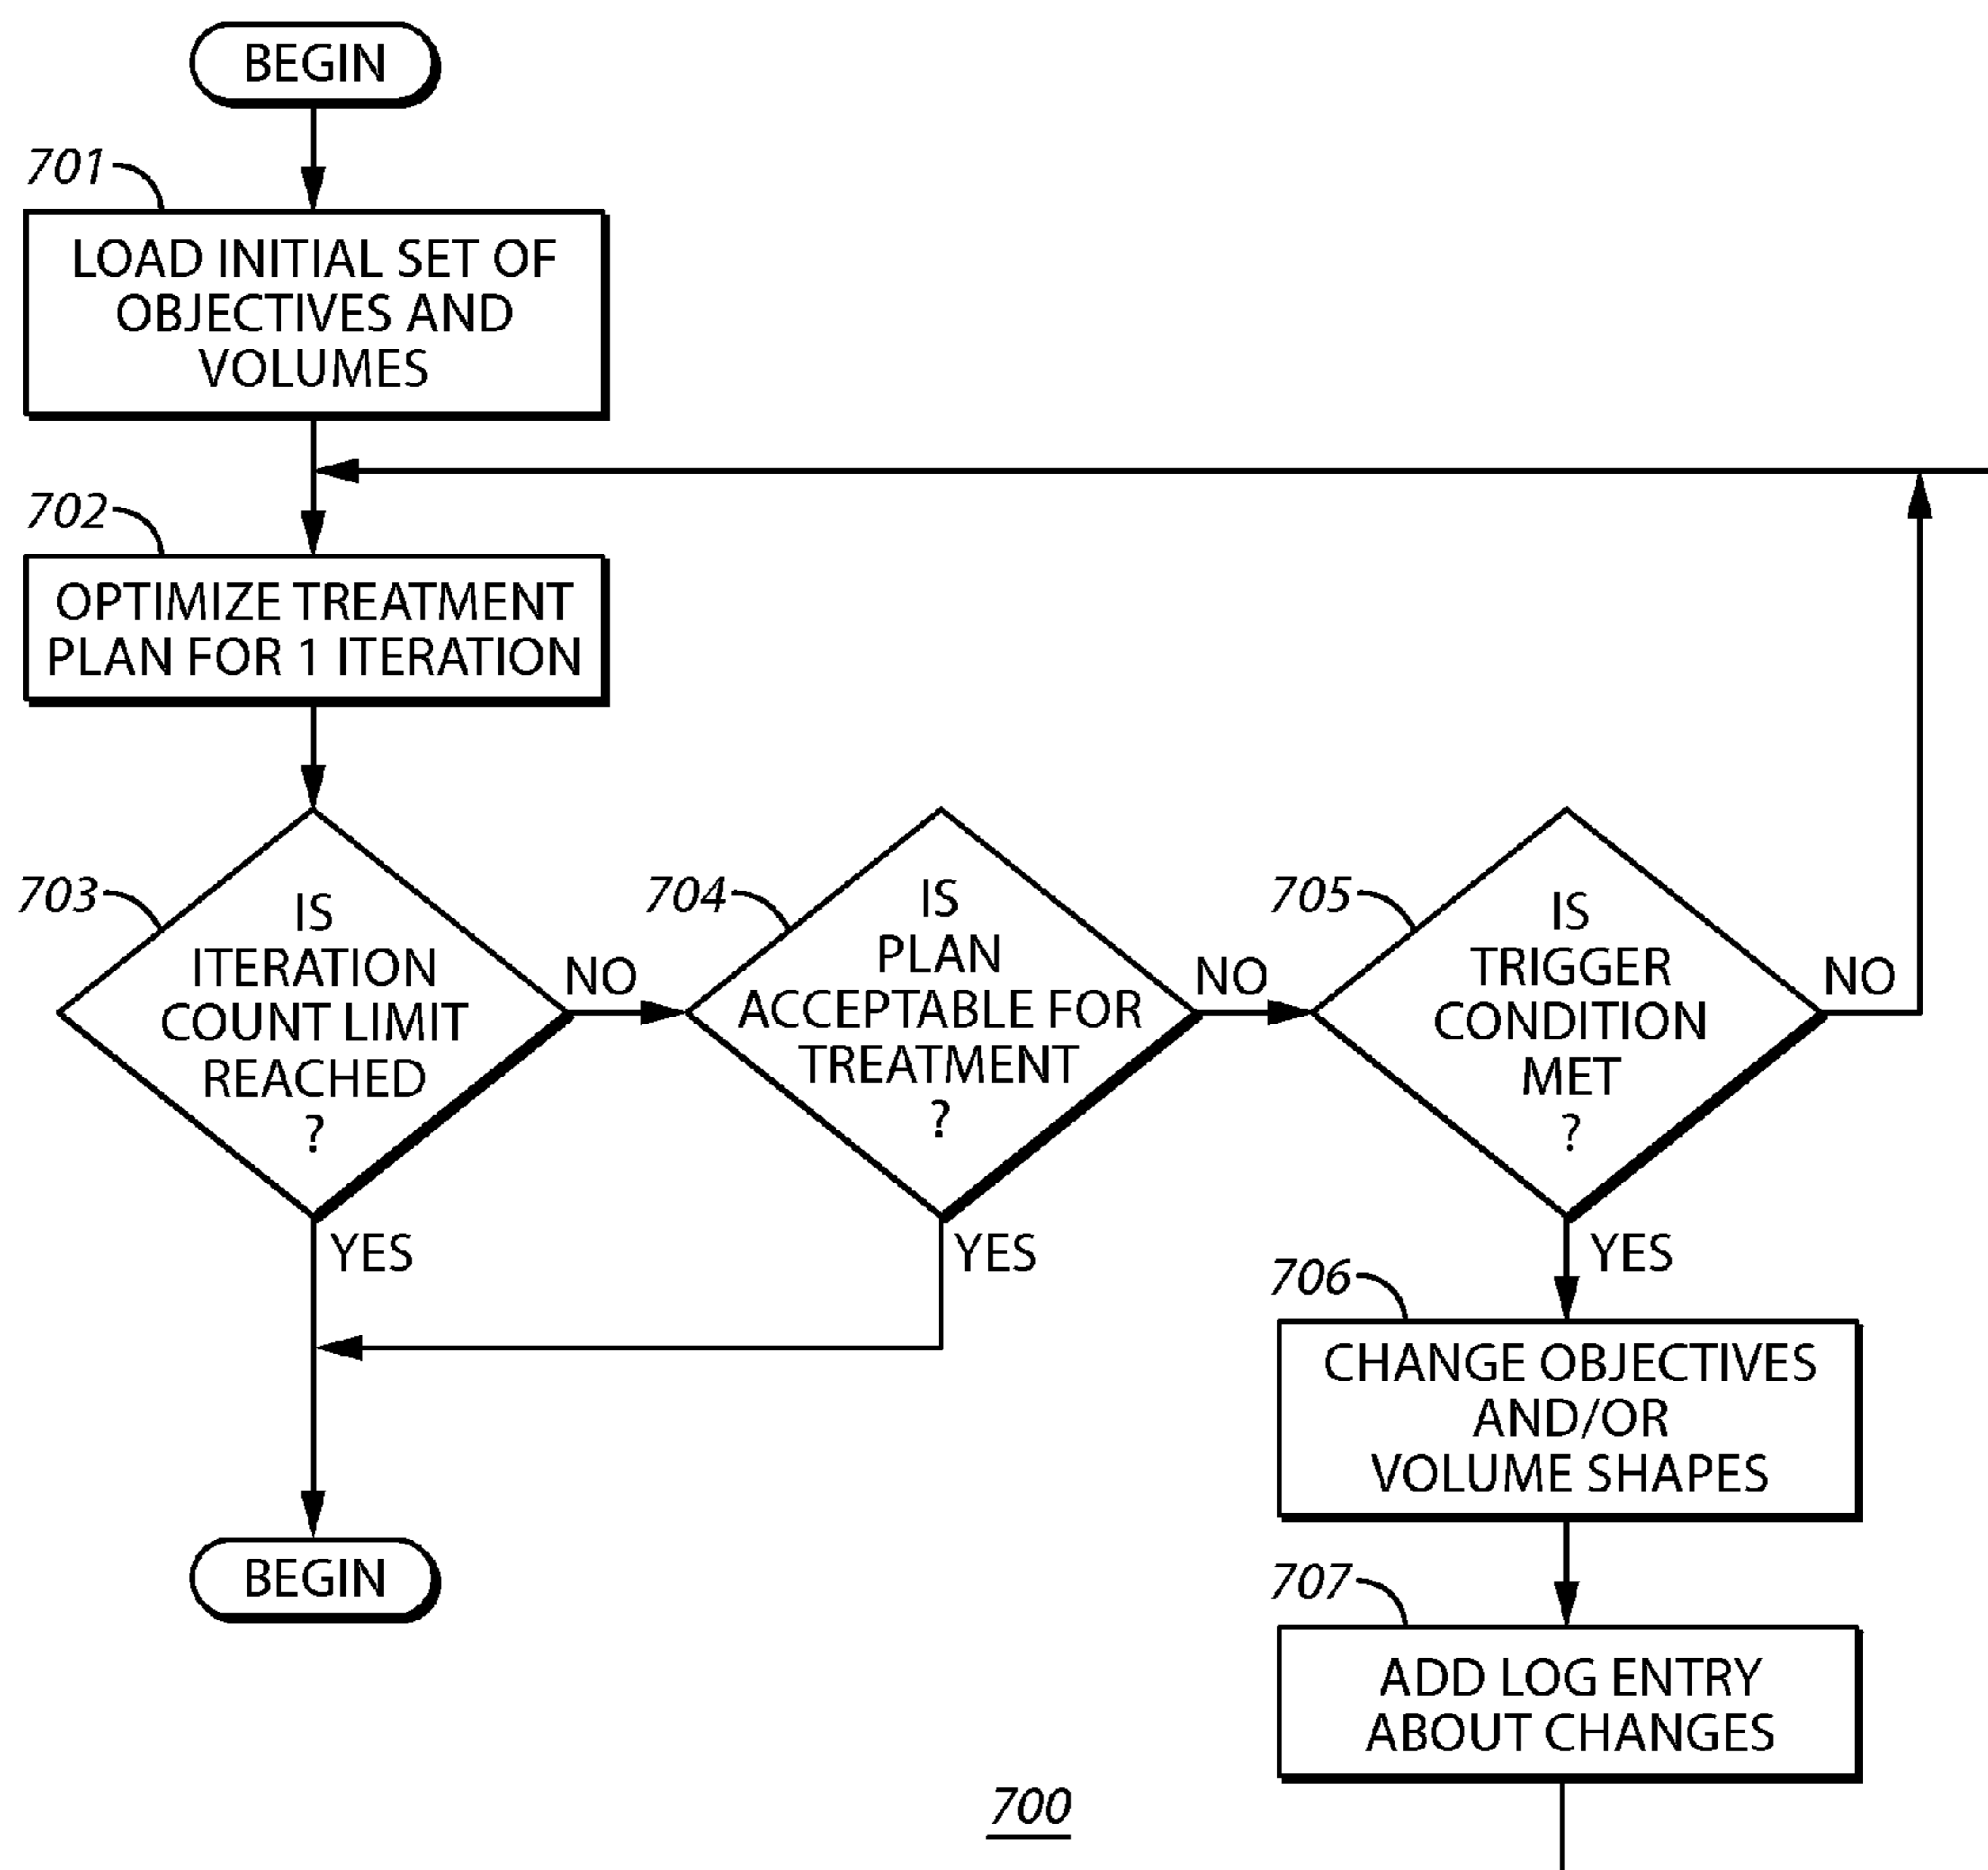 BEGIN
701
LOAD INITIAL SET OF
OBJECTIVES AND
VOLUMES
702
OPTIMIZE TREATMENT
PLAN FOR 1 ITERATION
703
IS
ITERATION
COUNT LIMIT
REACHED
?
NO
YES
704
IS
PLAN
ACCEPTABLE FOR
TREATMENT
?
NO
YES
705
IS
TRIGGER
CONDITION
MET
?
NO
YES
706
CHANGE OBJECTIVES
AND/OR
VOLUME SHAPES
BEGIN
707
ADD LOG ENTRY
ABOUT CHANGES
700